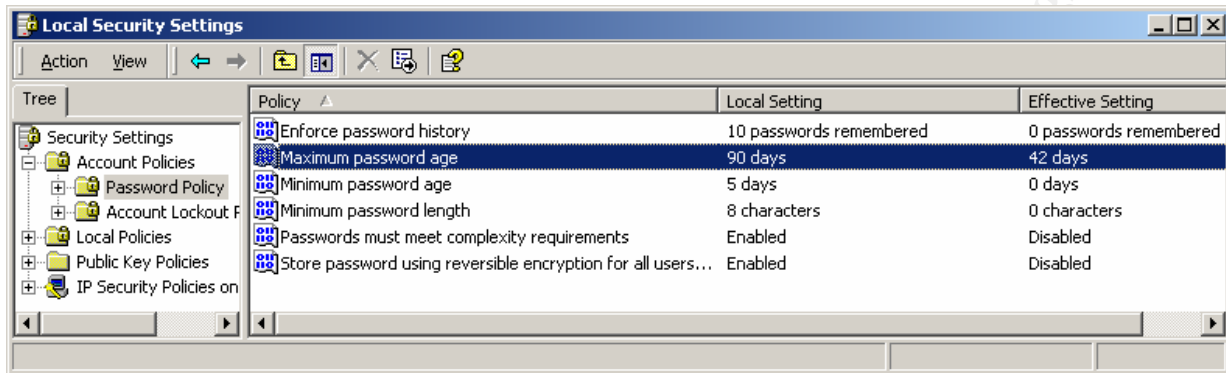 Local Security Settings
Action View
Tree
Policy Local Setting Effective Setting
Security Settings
Account Policies
Password Policy
Account Lockout P
Local Policies
Public Key Policies
IP Security Policies on
Enforce password history 10 passwords remembered 0 passwords remembered
Maximum password age 90 days 42 days
Minimum password age 5 days 0 days
Minimum password length 8 characters 0 characters
Passwords must meet complexity requirements Enabled Disabled
Store password using reversible encryption for all users... Enabled Disabled